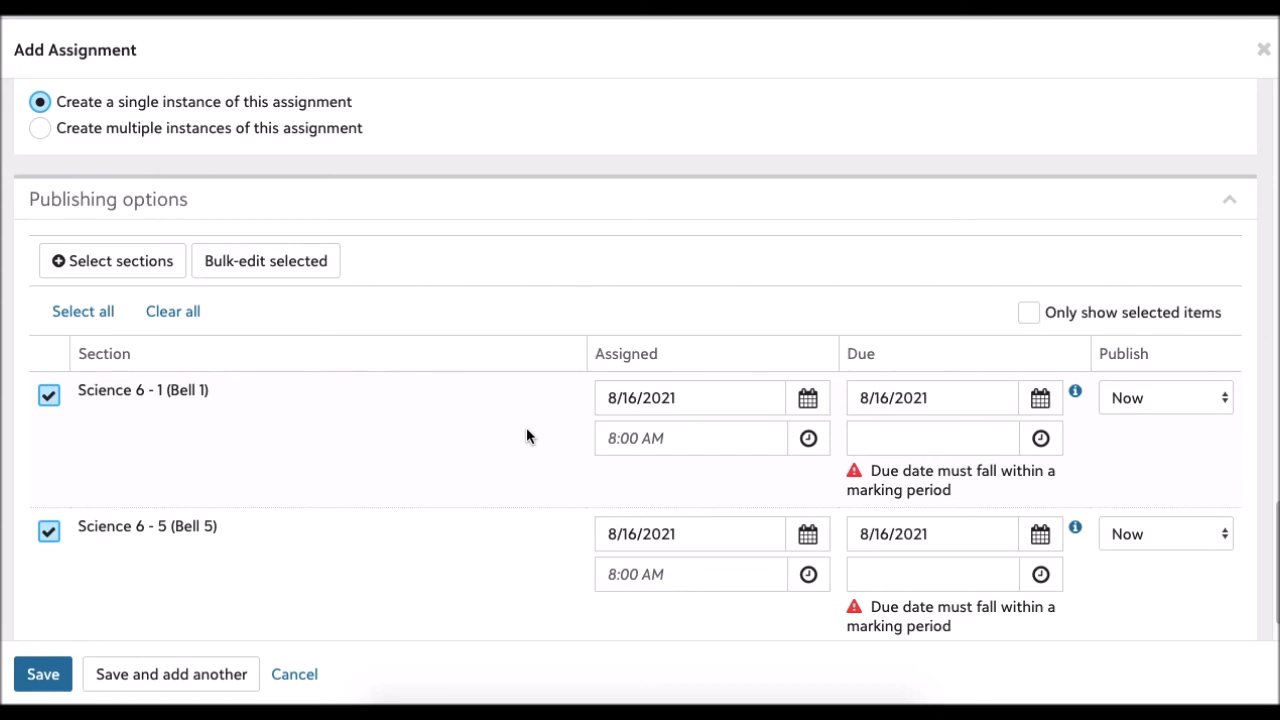 Add Assignment
Create a single instance of this assignment
Create multiple instances of this assignment
Publishing options
Select sections
Bulk-edit selected
Select all
Clear all
Only show selected items
Section
Assigned
Due
Publish
Science 6 - 1 (Bell 1)
8/16/2021
8/16/2021
Now
8:00 AM
Due date must fall within a
marking period
Science 6 - 5 (Bell 5)
8/16/2021
8/16/2021
Now
8:00 AM
Due date must fall within a
marking period
Save
Save and add another
Cancel